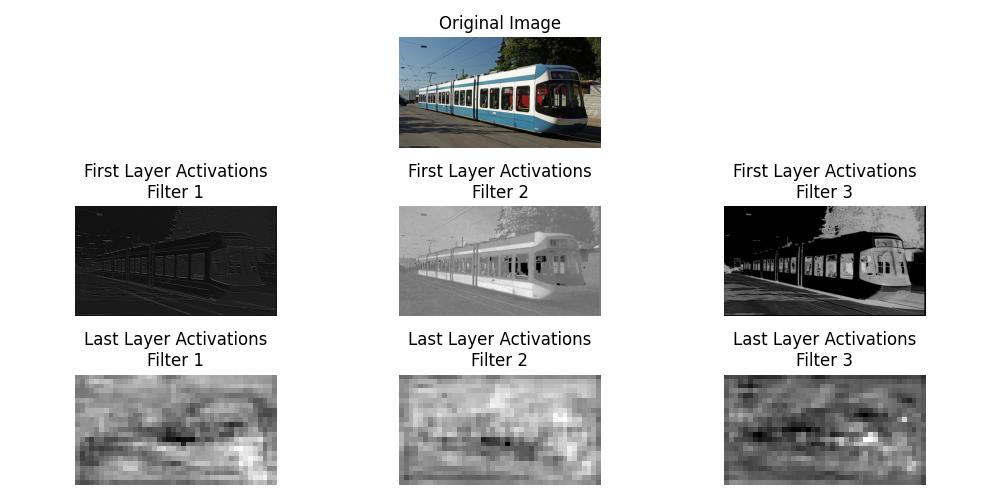 Original Image
First Layer Activations
Filter 1
First Layer Activations
Filter 2
First Layer Activations
Filter 3
Last Layer Activations
Filter 1
Last Layer Activations
Filter 2
Last Layer Activations
Filter 3